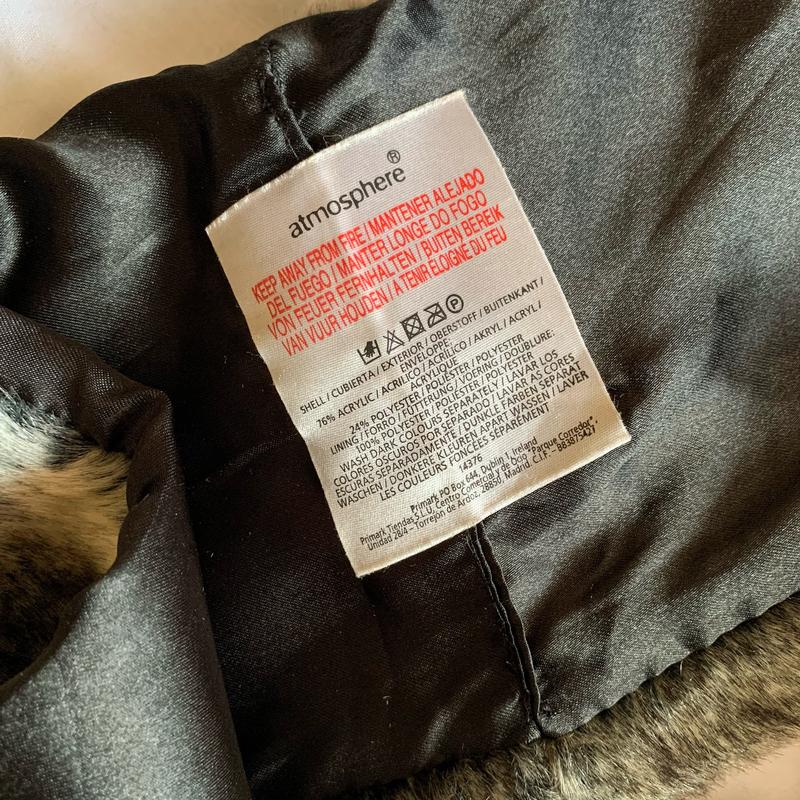 atmosphere®
KEEP AWAY FROM FIRE / MANTENER ALEJADO
DEL FUEGO / MANTER LONGE DO FOGO
VON FEUER FERNHALTEN / BUITEN BEREIK
VAN VUUR HOUDEN / A TENIR ELOIGNE DU FEU
P
SHELL / CUBIERTA / EXTERIOR / OBERSTOFF / BUITENKANT /
ENVELOPPE:
76% ACRYLIC / ACRILICO / ACRILICO / AKRYL / ACRYL /
ACRYLIQUE
24% POLYESTER / POLIESTER / POLYESTER
LINING / FORRO / FUTTERUNG / VOERING / DOUBLURE:
100% POLYESTER / POLIESTER / POLYESTER
WASH DARK COLOURS SEPARATELY / LAVAR LOS
COLORES OSCUROS POR SEPARADO / LAVAR AS CORES
ESCURAS SEPARADAMENTE / DUNKLE FARBEN SEPARAT
WASCHEN / DONKERE KLEUREN APART WASSEN / LAVER
LES COULEURS FONCÉES SÉPARÉMENT
14376
Primark PO Box 644, Dublin 1, Ireland
Primark Tiendas S.L.U, Centro Comercial y de Ocio "Parque Corredor"
Unidad 28/4 – Torrejón de Ardoz, 28850, Madrid. C.I.F. – B83875421